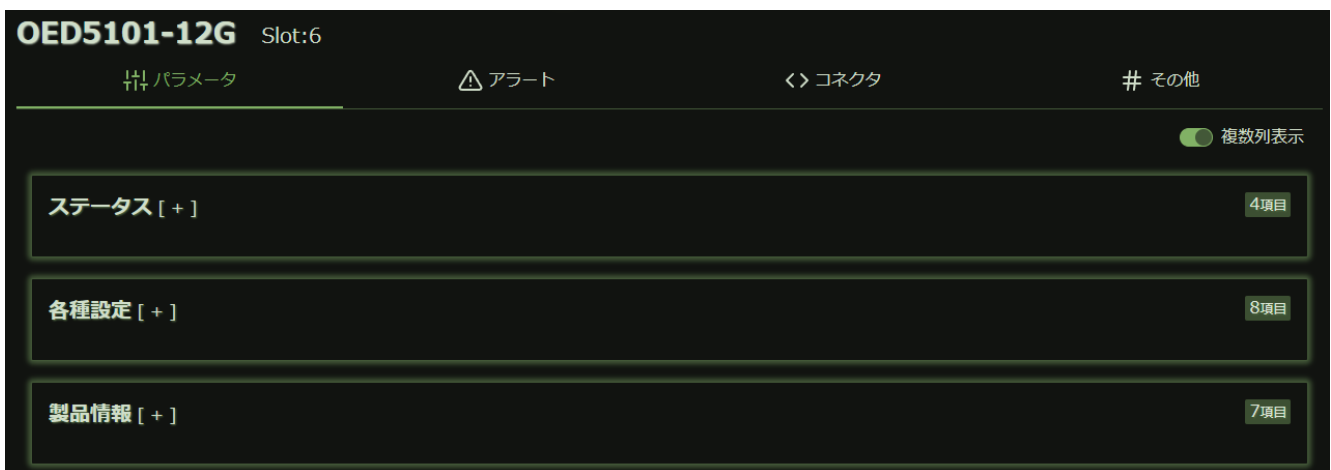 OED5101-12G Slot:6
パラメータ アラート <> コネクタ # その他
複数列表示
ステータス [ + ] 4項目
各種設定 [ + ] 8項目
製品情報 [ + ] 7項目